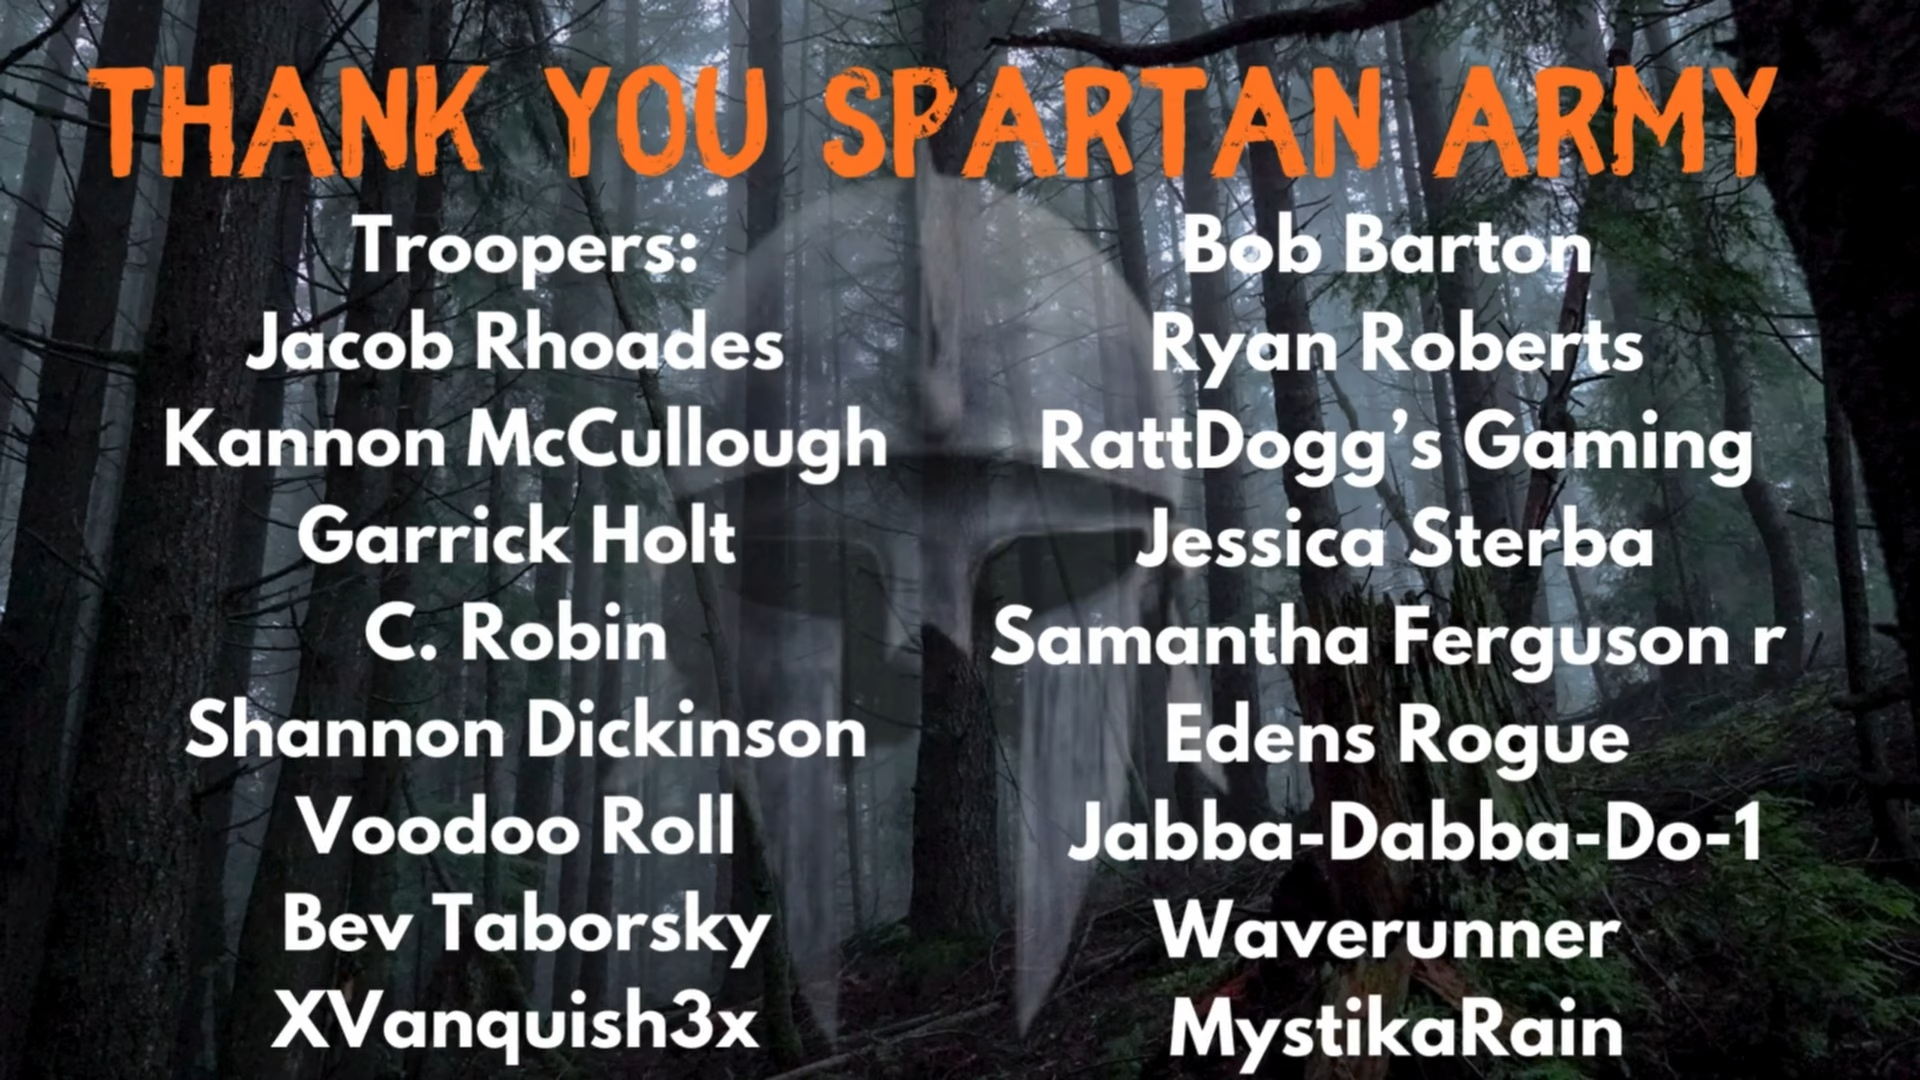 THANK YOU SPARTAN ARMY
Troopers:
Jacob Rhoades
Kannon McCullough
Garrick Holt
C. Robin
Shannon Dickinson
Voodoo Roll
Bev Taborsky
XVanquish3x
Bob Barton
Ryan Roberts
RattDogg’s Gaming
Jessica Sterba
Samantha Ferguson r
Edens Rogue
Jabba-Dabba-Do-1
Waverunner
MystikaRain